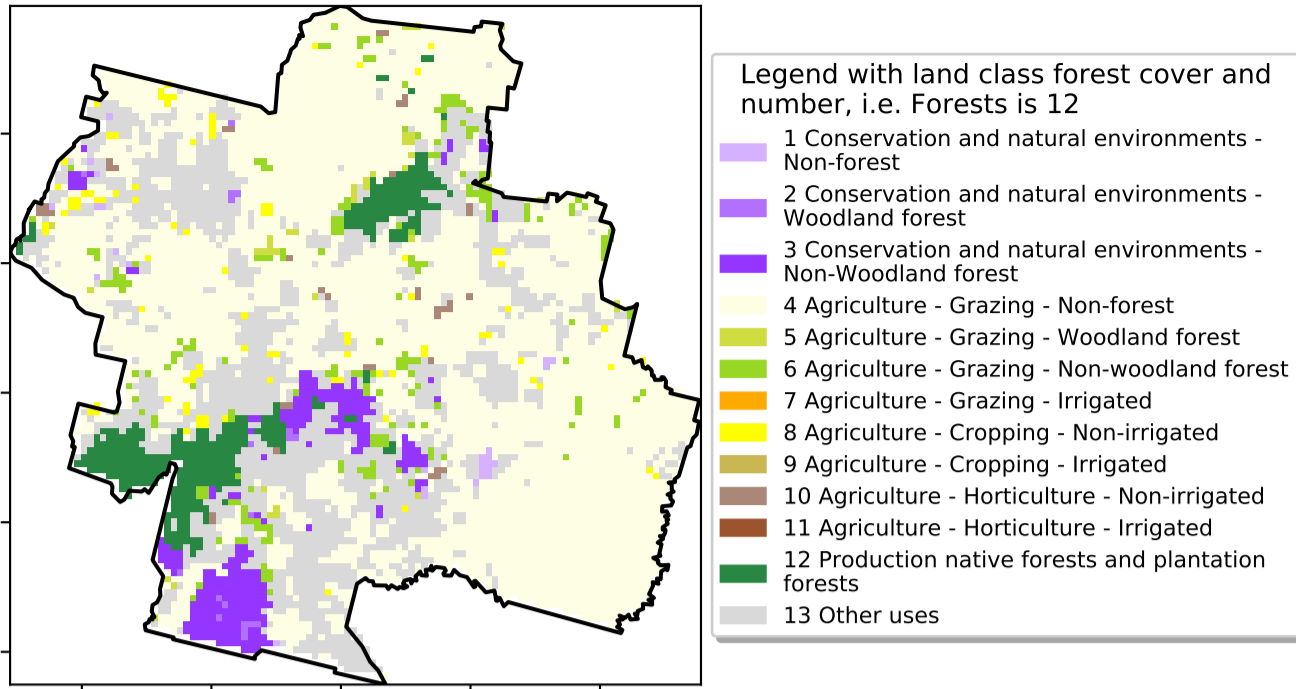 Legend with land class forest cover and
number, i.e. Forests is 12
1 Conservation and natural environments -
Non-forest
2 Conservation and natural environments -
Woodland forest
3 Conservation and natural environments -
Non-Woodland forest
4 Agriculture - Grazing - Non-forest
5 Agriculture - Grazing - Woodland forest
6 Agriculture - Grazing - Non-woodland forest
7 Agriculture - Grazing - Irrigated
8 Agriculture - Cropping - Non-irrigated
9 Agriculture - Cropping - Irrigated
10 Agriculture - Horticulture - Non-irrigated
11 Agriculture - Horticulture - Irrigated
12 Production native forests and plantation
forests
13 Other uses